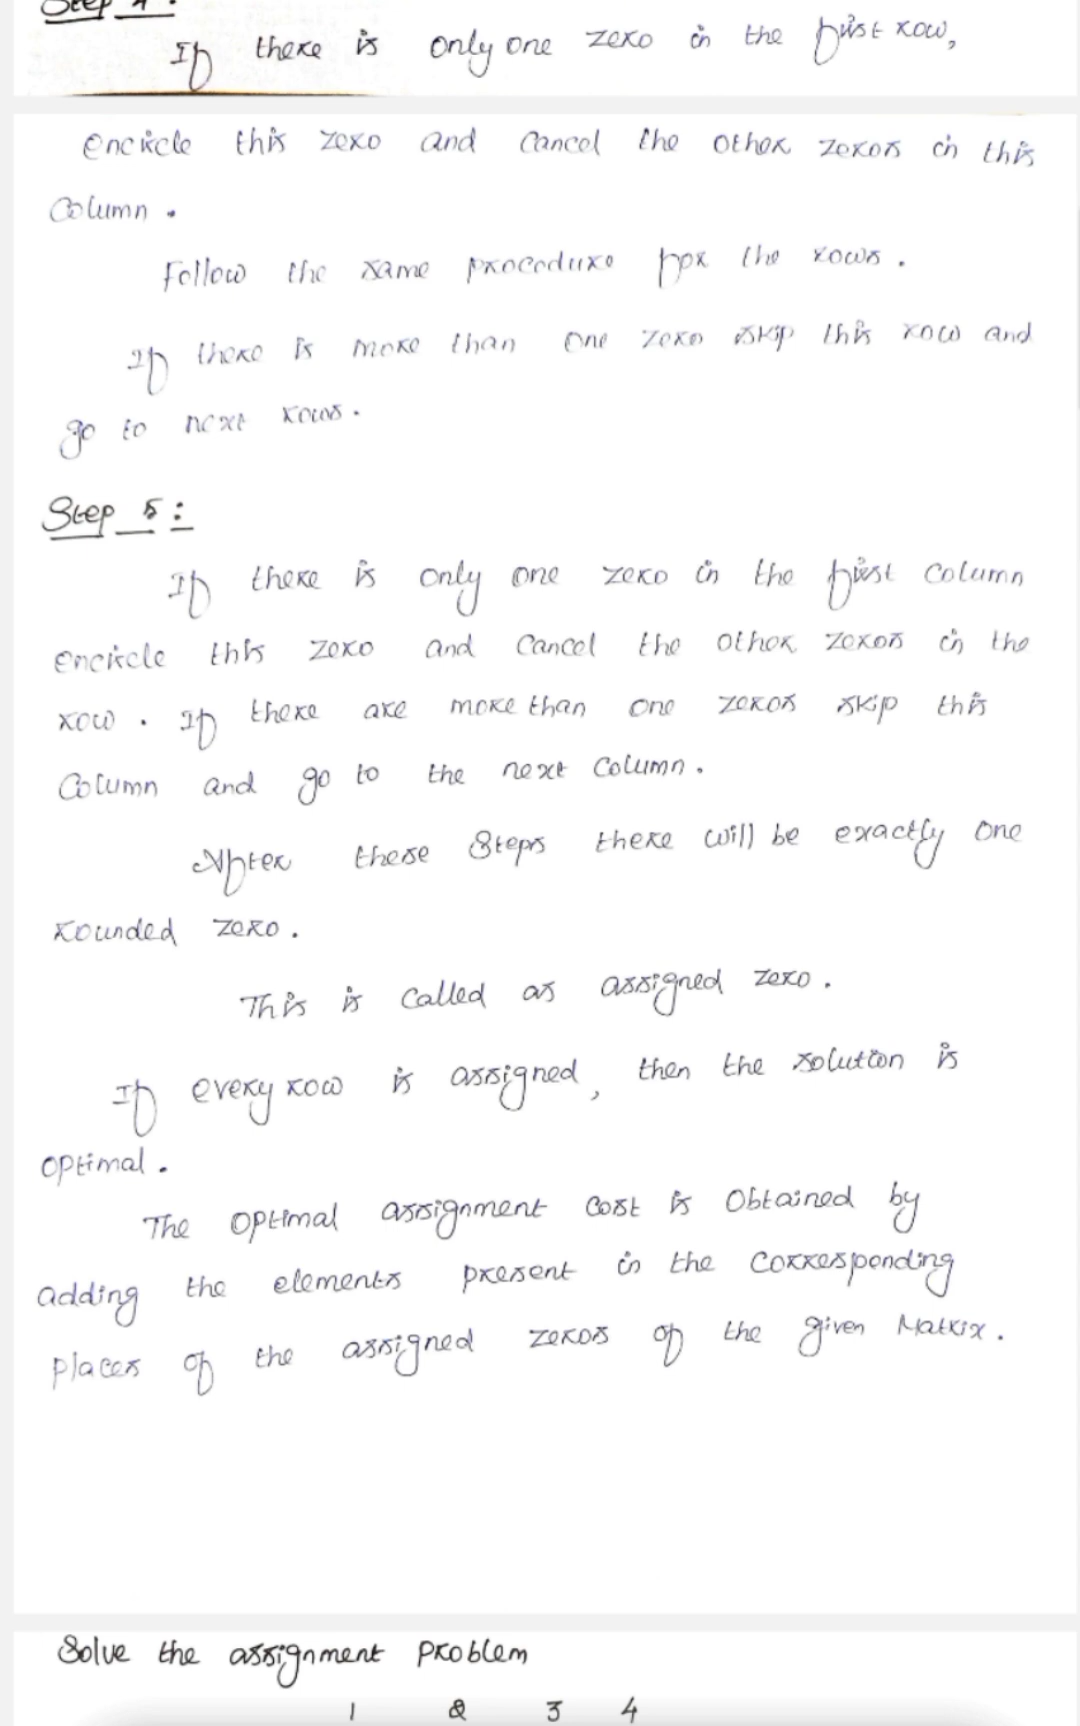 Step 4:
If there is only one zero in the first row,
encircle this zero and cancel the other zeros in this
column.
Follow the same procedure for the rows.
If there is more than one zero skip this row and
go to next rows.
Step 5:
If there is only one zero in the first column
encircle this zero and cancel the other zeros in the
row. If there are more than one zeros skip this
column and go to the next column.
After these steps there will be exactly one
rounded zero.
This is called as assigned zero.
If every row is assigned, then the solution is
optimal.
The optimal assignment cost is obtained by
adding the elements present in the corresponding
places of the assigned zeros of the given Matrix.
Solve the assignment problem
1 2 3 4